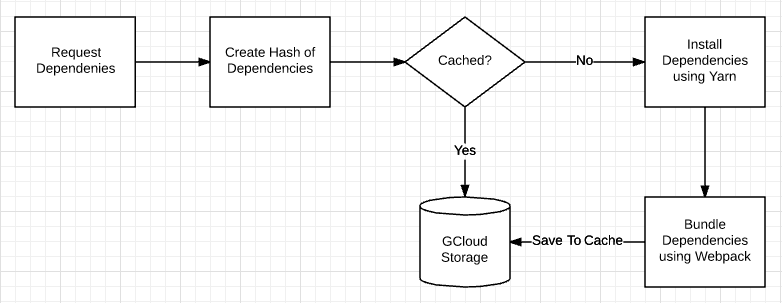 Request
Dependenies
Create Hash of
Dependencies
Cached?
No
Install
Dependencies
using Yarn
Yes
GCloud
Storage
Save To Cache
Bundle
Dependencies
using Webpack